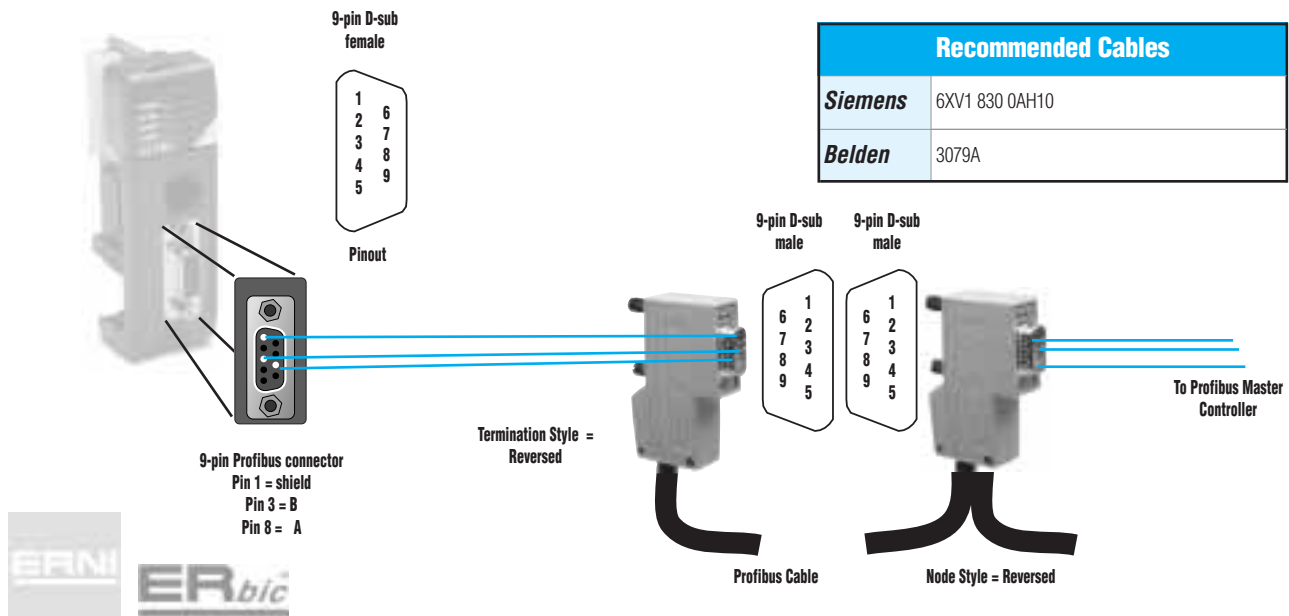 9-pin D-sub
female
1
2
3
4
5
6
7
8
9
Pinout
Recommended Cables
Siemens 6XV1 830 0AH10
Belden 3079A
9-pin D-sub
male
6
7
8
9
1
2
3
4
5
9-pin D-sub
male
6
7
8
9
1
2
3
4
5
To Profibus Master
Controller
Termination Style =
Reversed
9-pin Profibus connector
Pin 1 = shield
Pin 3 = B
Pin 8 = A
Profibus Cable
Node Style = Reversed
ERNI
ERbic